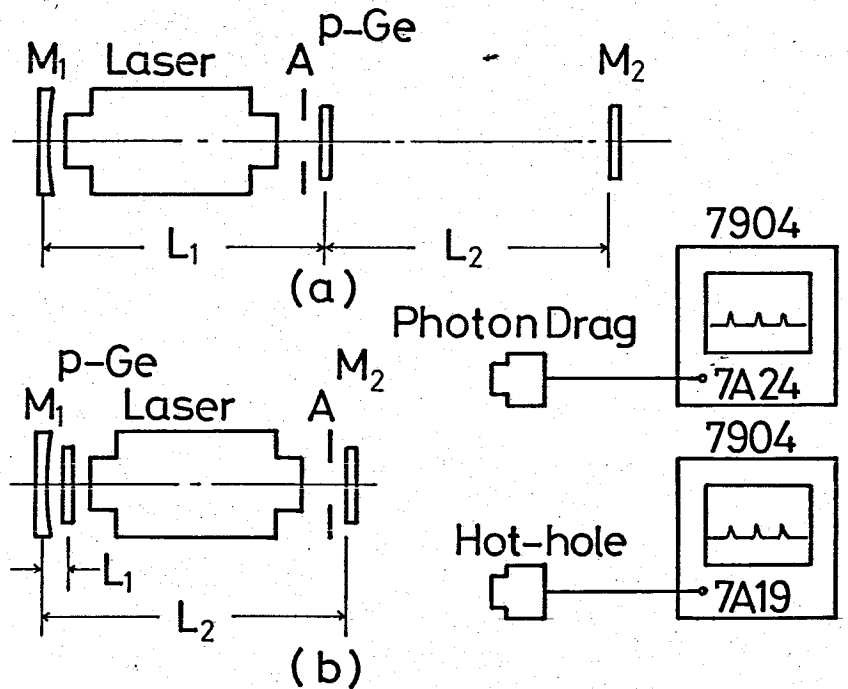 p-Ge
M₁ Laser A M₂
L₁ L₂
(a)
7904
Photon Drag
7A24
p-Ge
M₁ Laser A M₂
L₁
L₂
(b)
7904
Hot-hole
7A19